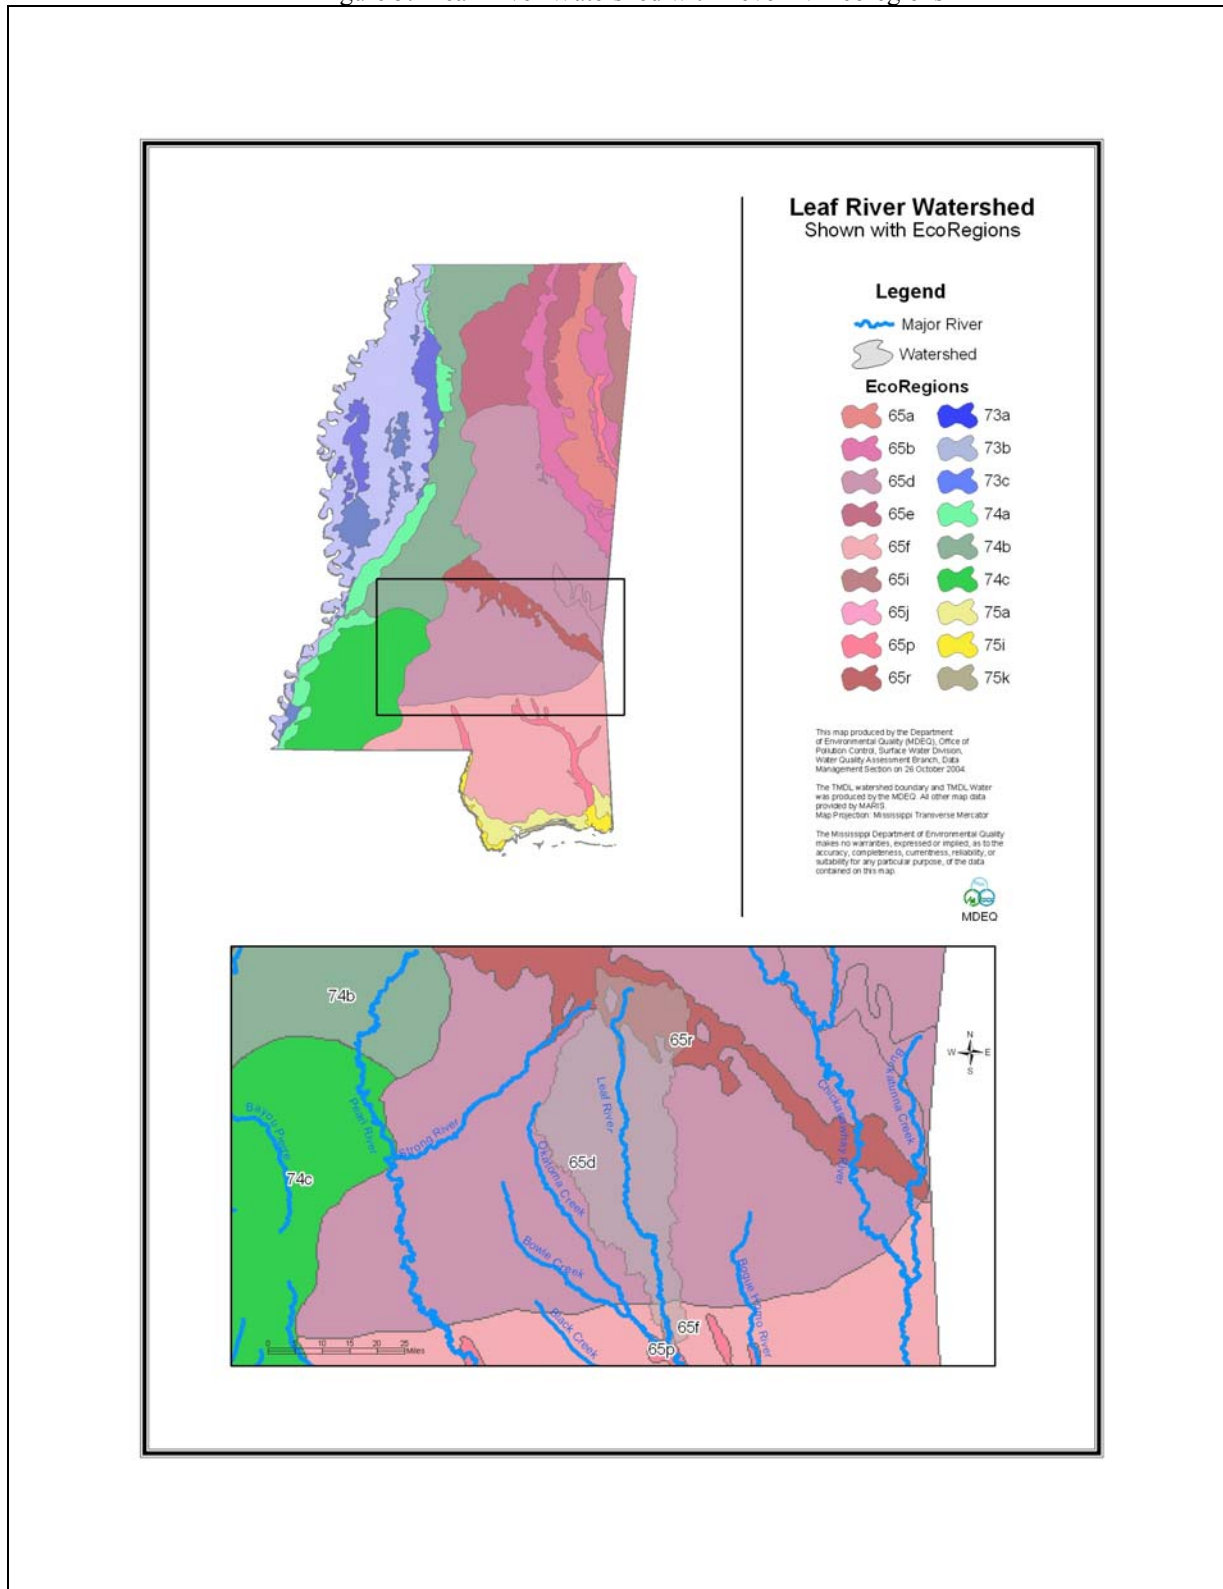 Leaf River Watershed
Shown with EcoRegions
Legend
Major River
Watershed
EcoRegions
65a
73a
65b
73b
65d
73c
65e
74a
65f
74b
65i
74c
65j
75a
65p
75i
65r
75k
This map produced by the Department
of Environmental Quality (MDEQ), Office of
Pollution Control, Surface Water Division,
Water Quality Assessment Branch, Data
Management Section on 26 October 2004.
The TMDL watershed boundary and TMDL Water
was produced by the MDEQ. All other map data
provided by MARIS.
Map Projection: Mississippi Transverse Mercator
The Mississippi Department of Environmental Quality
makes no warranties, expressed or implied, as to the
accuracy, completeness, currentness, reliability, or
suitability for any particular purpose, of the data
contained on this map.
MDEQ
74b
65r
N
W
E
S
Leaf River
Pearl River
Strong River
Bayou Pierre
74c
65d
Okatoma Creek
Chickasawhay River
Buckatunna Creek
Bowie Creek
Black Creek
Bogue Homo River
65f
65p
0 5 10 15 20 25
Miles